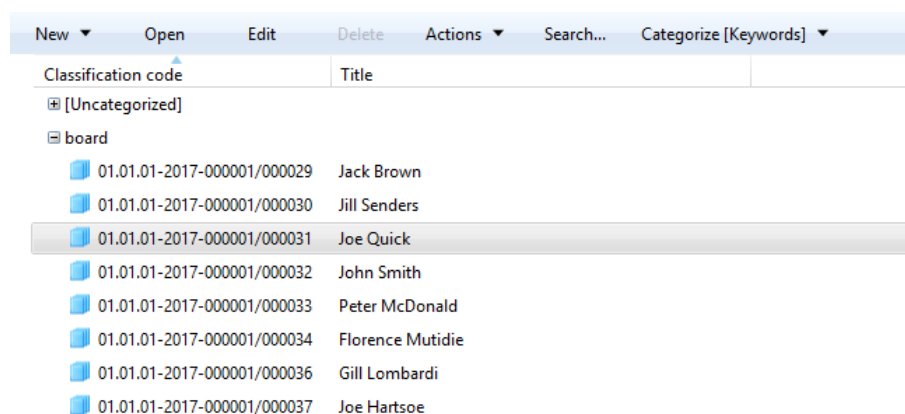 New ▼ Open Edit Delete Actions ▼ Search... Categorize [Keywords] ▼
Classification code Title
[Uncategorized]
board
01.01.01-2017-000001/000029 Jack Brown
01.01.01-2017-000001/000030 Jill Senders
01.01.01-2017-000001/000031 Joe Quick
01.01.01-2017-000001/000032 John Smith
01.01.01-2017-000001/000033 Peter McDonald
01.01.01-2017-000001/000034 Florence Mutidie
01.01.01-2017-000001/000036 Gill Lombardi
01.01.01-2017-000001/000037 Joe Hartsoe